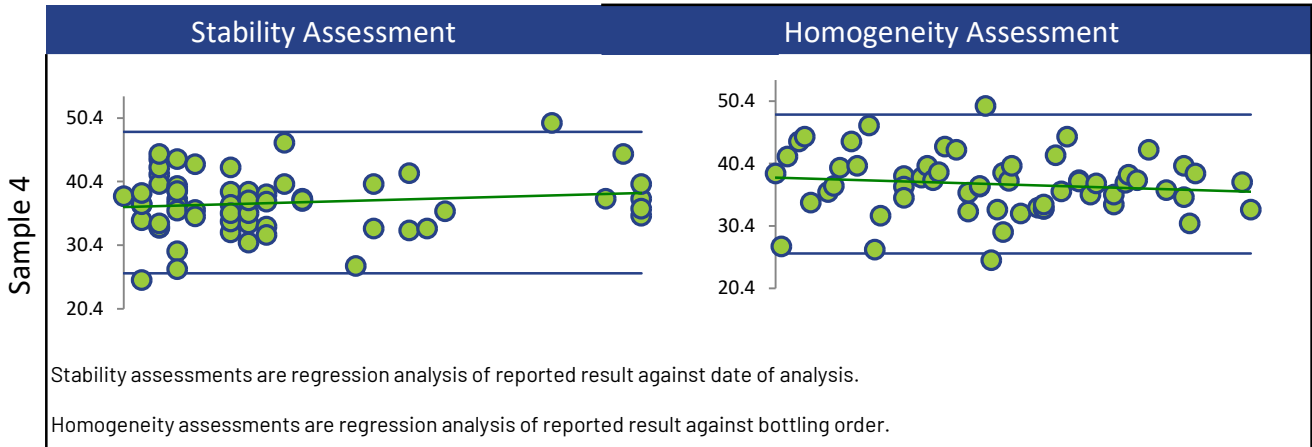 Stability Assessment
Homogeneity Assessment
Sample 4
50.4
40.4
30.4
20.4
50.4
40.4
30.4
20.4
Stability assessments are regression analysis of reported result against date of analysis.
Homogeneity assessments are regression analysis of reported result against bottling order.